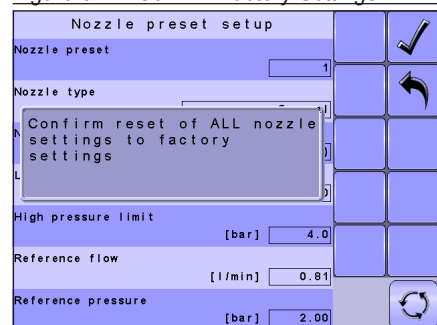 Nozzle preset setup
Nozzle preset
1
Nozzle type
Confirm reset of ALL nozzle
settings to factory
settings
High pressure limit
[bar] 4.0
Reference flow
[l/min] 0.81
Reference pressure
[bar] 2.00